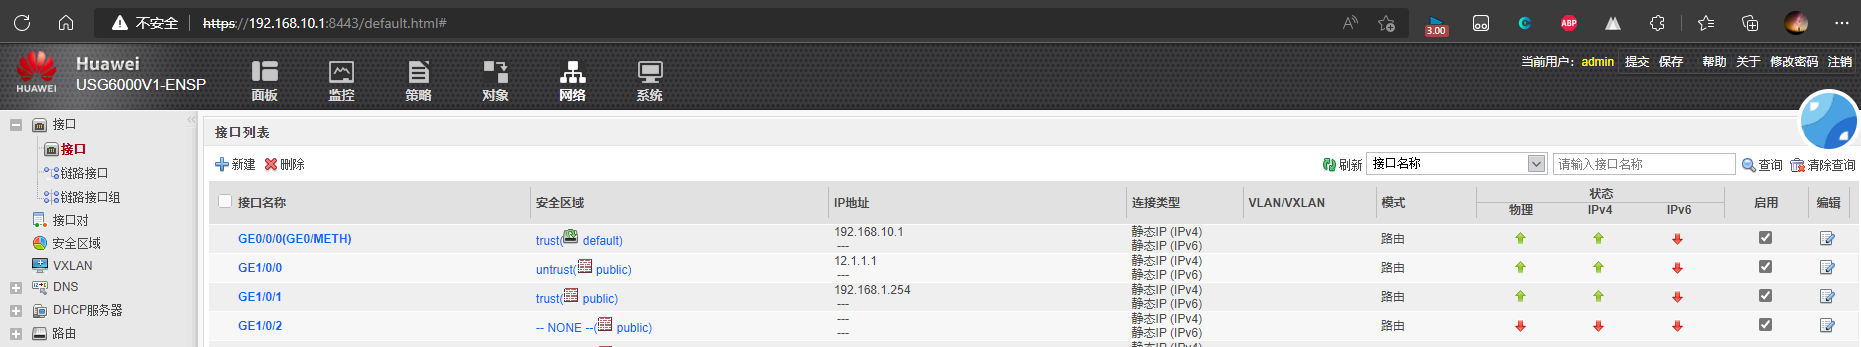 不安全 https://192.168.10.1:8443/default.html#
A 3.00 ABP
HUAWEI
Huawei
USG6000V1-ENSP
面板 监控 策略 对象 网络 系统
当前用户：admin 提交 保存 帮助 关于 修改密码 注销
接口
接口
链路接口
链路接口组
接口对
安全区域
VXLAN
DNS
DHCP服务器
路由
接口列表
新建 删除
刷新 接口名称 请输入接口名称 查询 清除查询
接口名称 安全区域 IP地址 连接类型 VLAN/VXLAN 模式 状态 启用 编辑
物理 IPv4 IPv6
GE0/0/0(GE0/METH) trust( default) 192.168.10.1 静态IP (IPv4) 路由
--- 静态IP (IPv6)
GE1/0/0 untrust( public) 12.1.1.1 静态IP (IPv4) 路由
--- 静态IP (IPv6)
GE1/0/1 trust( public) 192.168.1.254 静态IP (IPv4) 路由
--- 静态IP (IPv6)
GE1/0/2 -- NONE --( public) --- 静态IP (IPv4) 路由
--- 静态IP (IPv6)